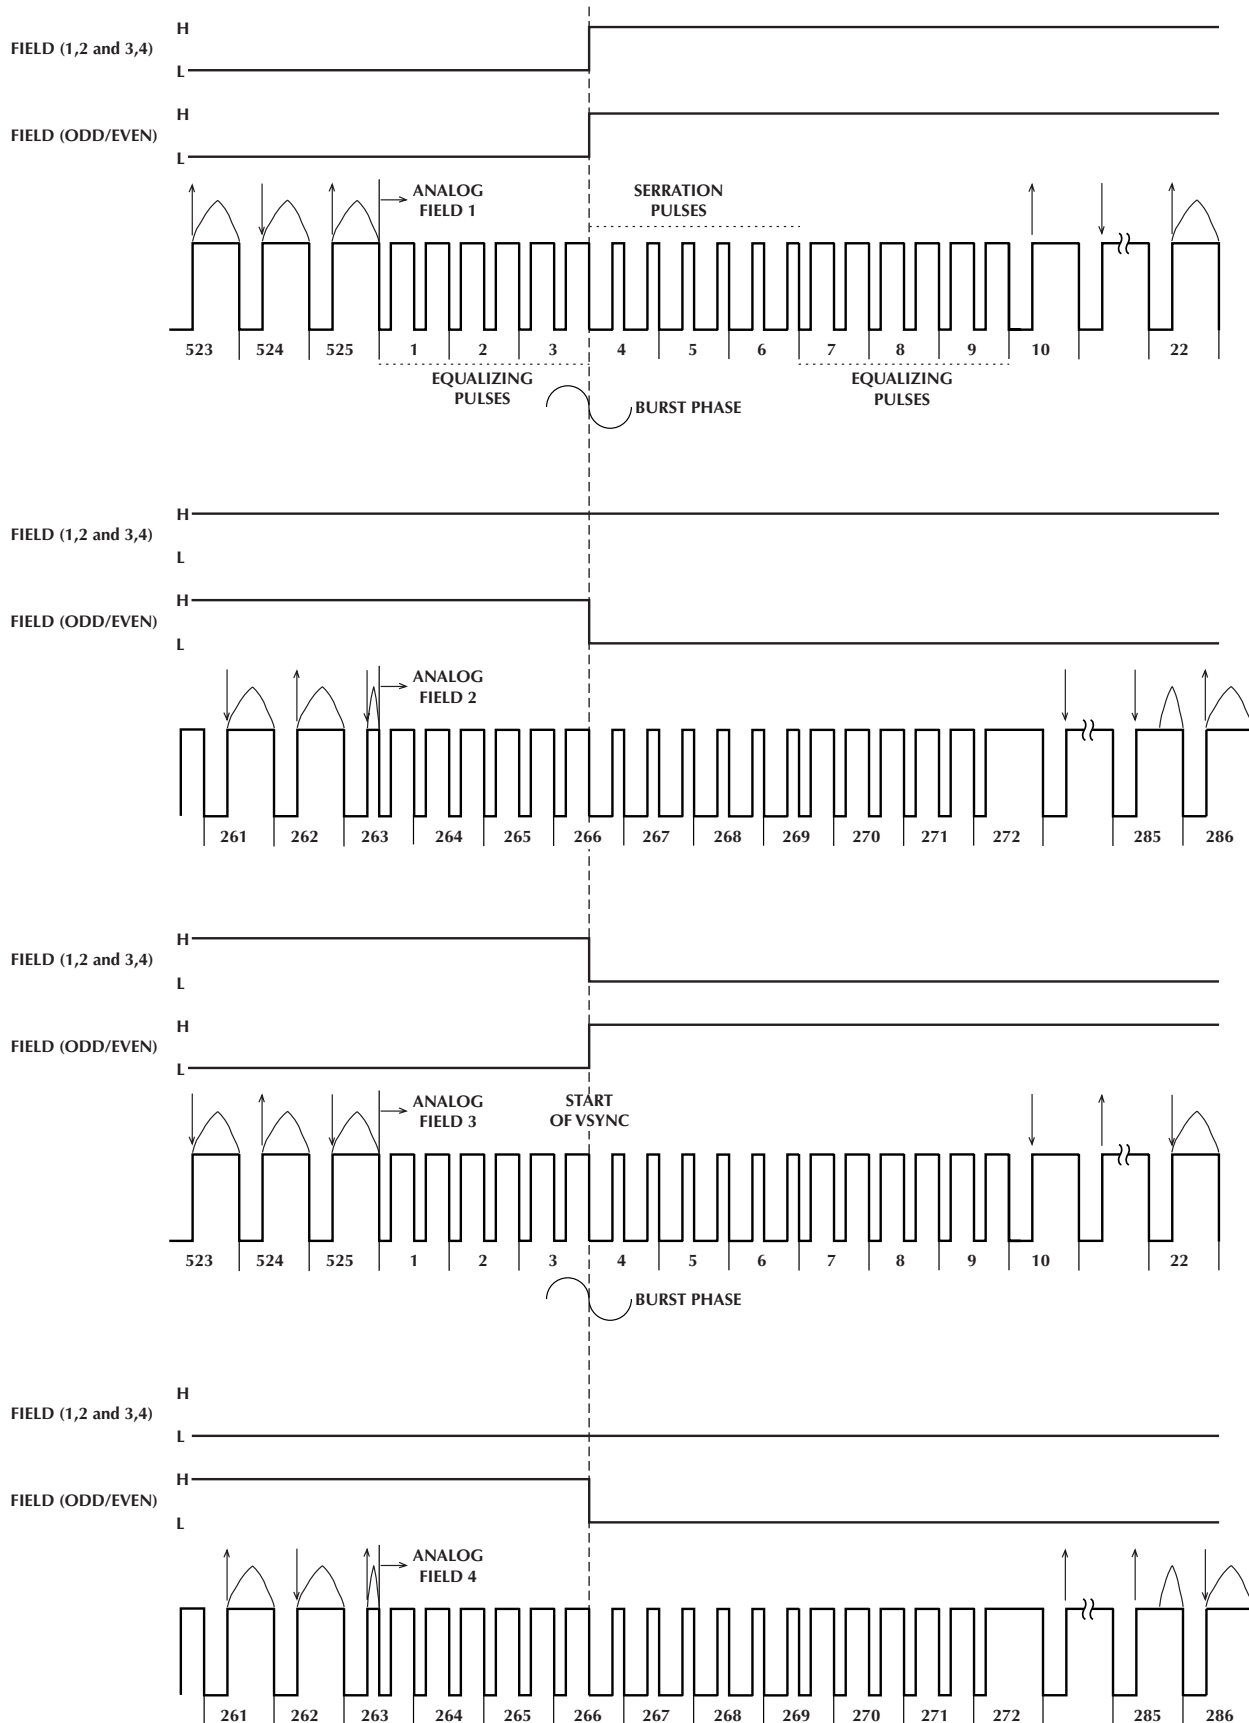 H
FIELD (1,2 and 3,4)
L
H
FIELD (ODD/EVEN)
L
ANALOG
FIELD 1
SERRATION
PULSES
523 524 525 1 2 3 4 5 6 7 8 9 10 22
EQUALIZING
PULSES
EQUALIZING
PULSES
BURST PHASE
H
FIELD (1,2 and 3,4)
L
H
FIELD (ODD/EVEN)
L
ANALOG
FIELD 2
261 262 263 264 265 266 267 268 269 270 271 272 285 286
H
FIELD (1,2 and 3,4)
L
H
FIELD (ODD/EVEN)
L
ANALOG
FIELD 3
START
OF VSYNC
523 524 525 1 2 3 4 5 6 7 8 9 10 22
BURST PHASE
H
FIELD (1,2 and 3,4)
L
H
FIELD (ODD/EVEN)
L
ANALOG
FIELD 4
261 262 263 264 265 266 267 268 269 270 271 272 285 286